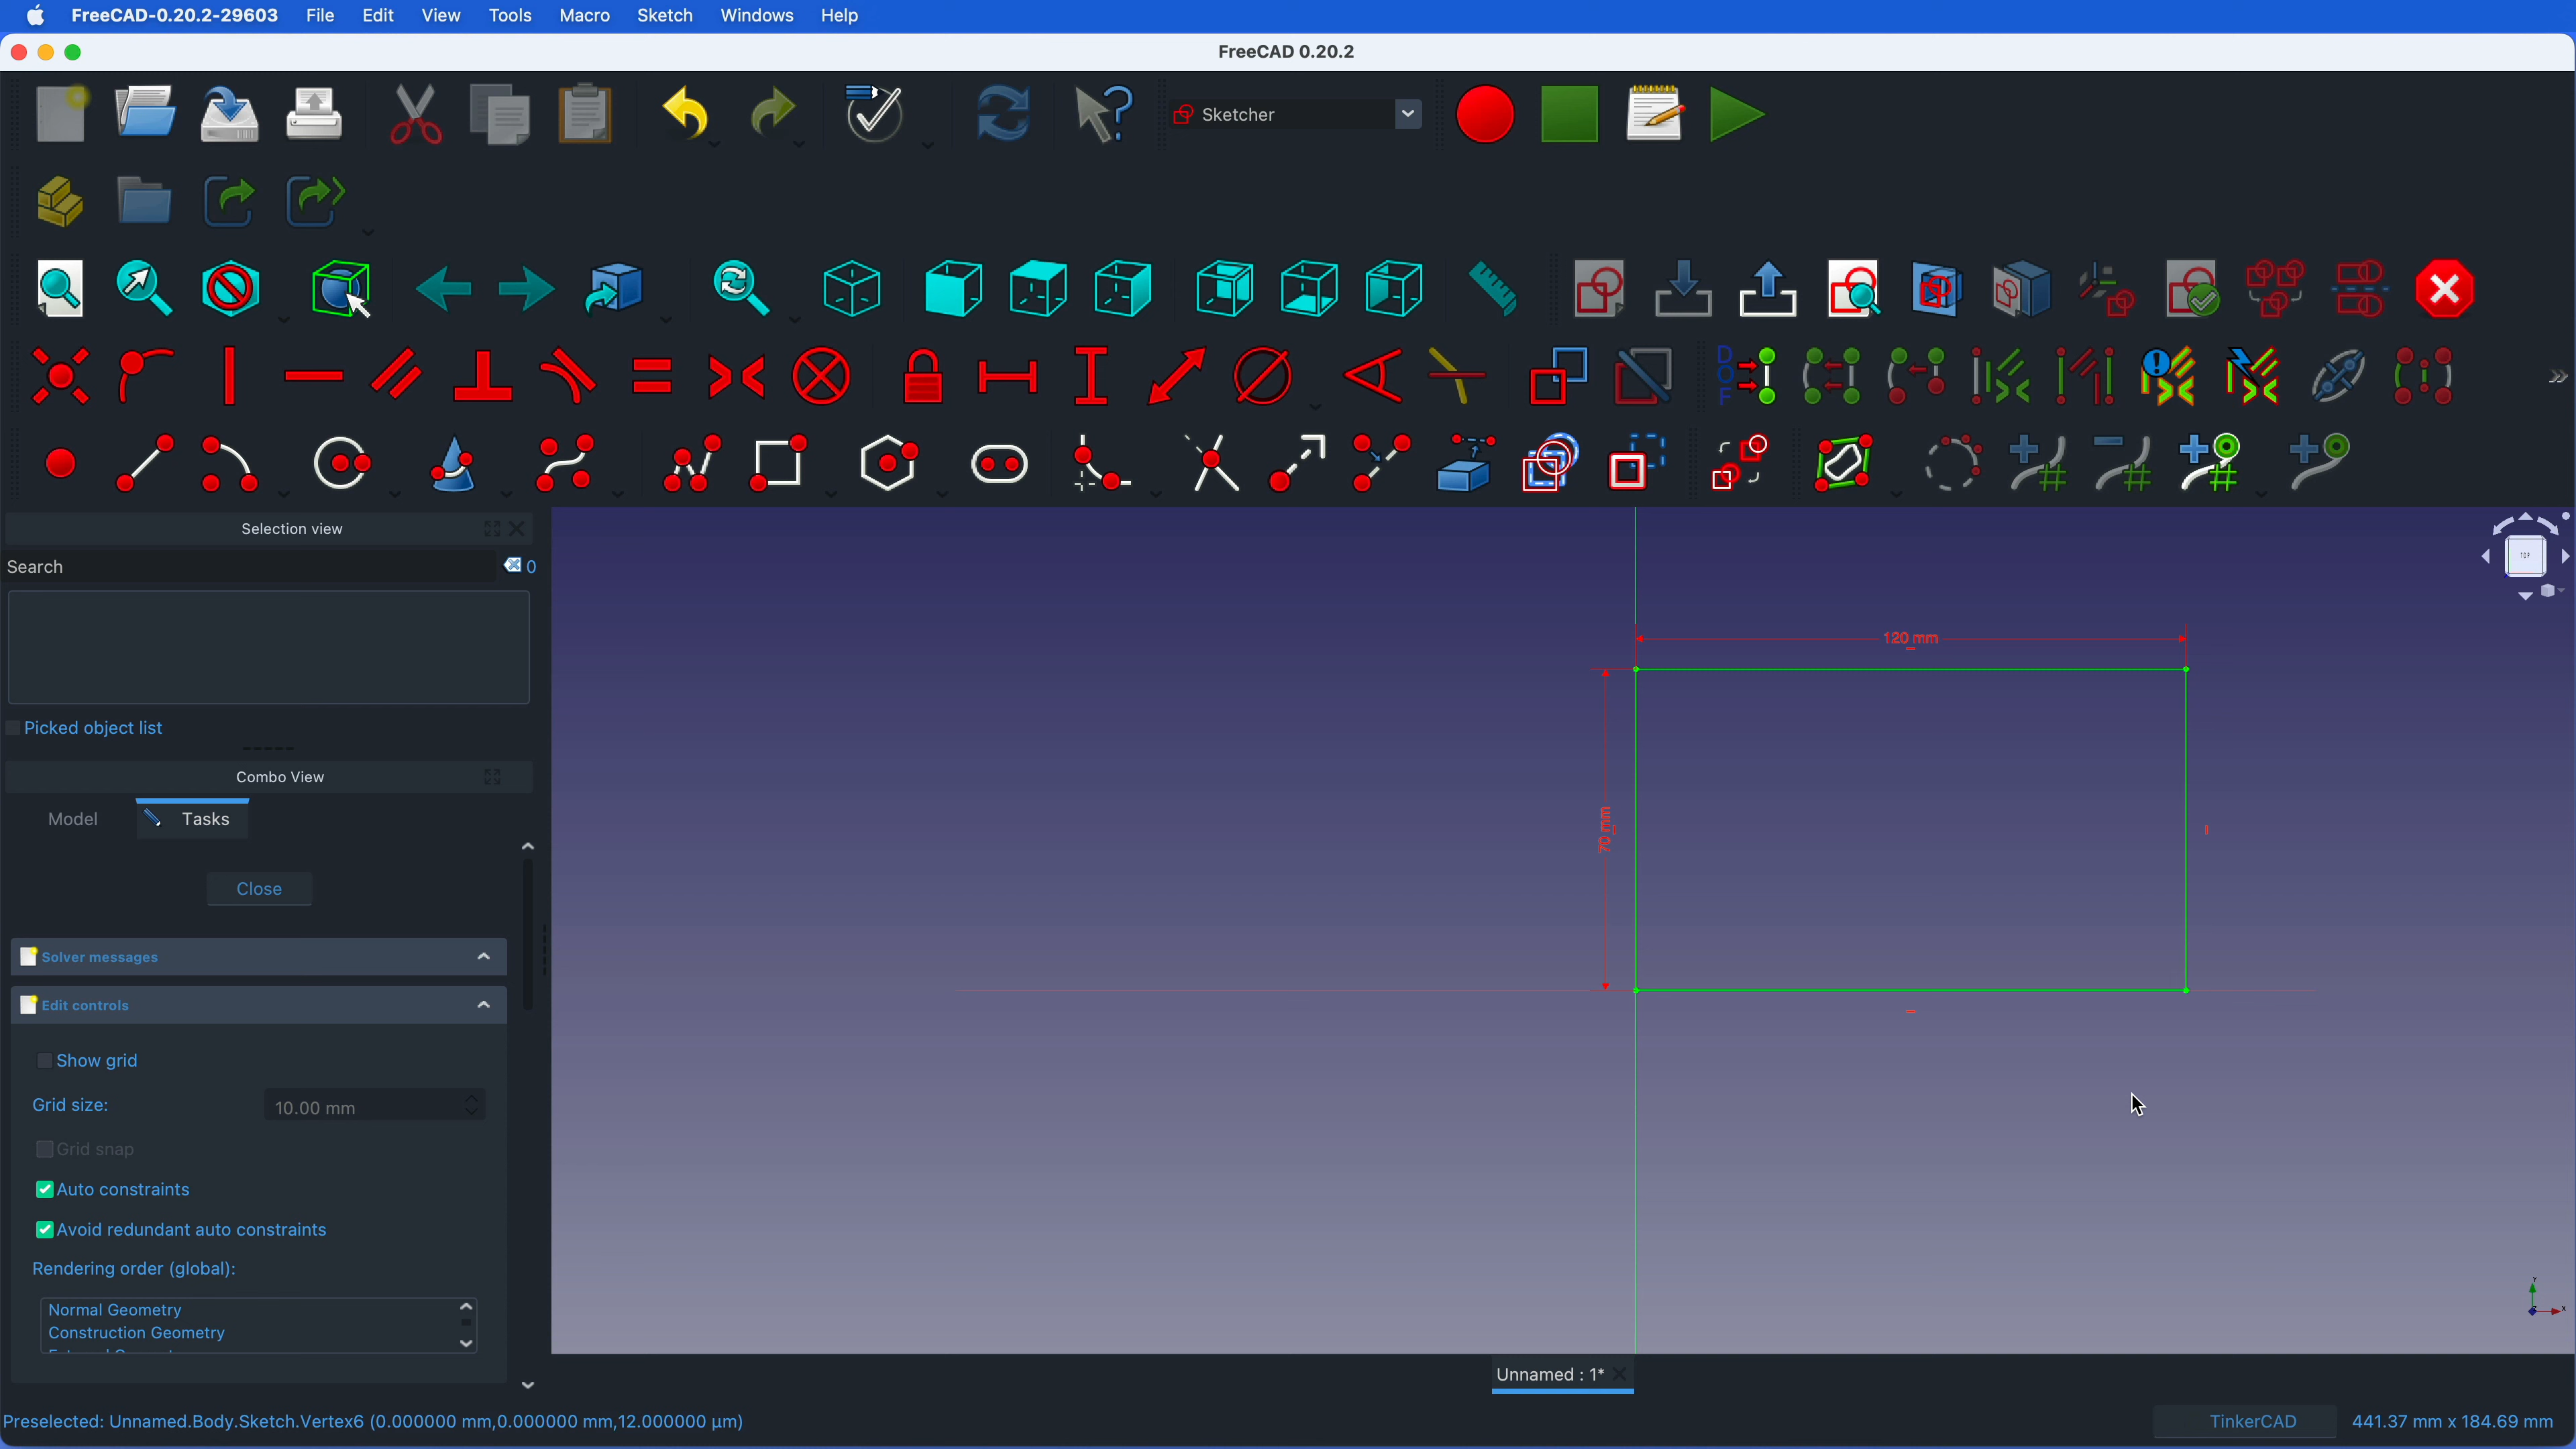 FreeCAD-0.20.2-29603 File Edit View Tools Macro Sketch Windows Help
FreeCAD 0.20.2
Sketcher
DOF
Selection view
Search
0
Picked object list
Combo View
Model
Tasks
Close
Solver messages
Edit controls
Show grid
Grid size:
10.00 mm
Grid snap
Auto constraints
Avoid redundant auto constraints
Rendering order (global):
Normal Geometry
Construction Geometry
120 mm
70 mm
TOP
Y
X
Unnamed : 1*
Preselected: Unnamed.Body.Sketch.Vertex6 (0.000000 mm,0.000000 mm,12.000000 µm)
TinkerCAD
441.37 mm x 184.69 mm